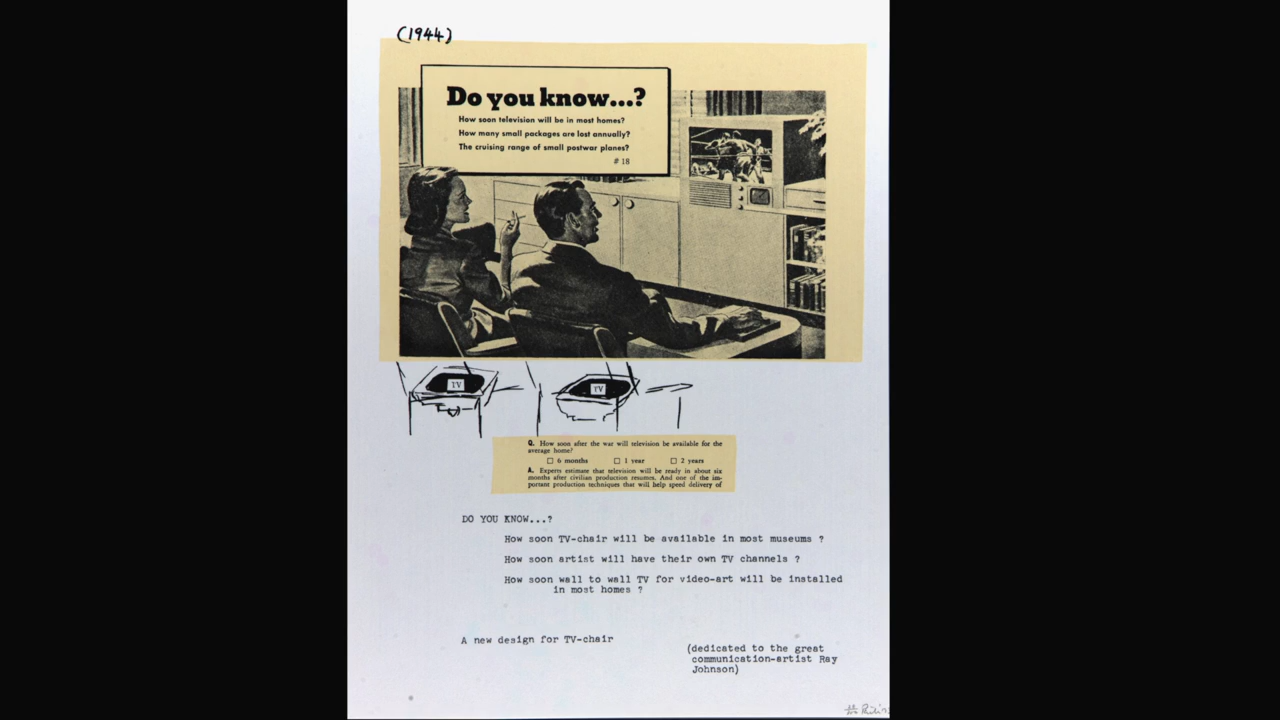 (1944)
Do you know...?
How soon television will be in most homes?
How many small packages are lost annually?
The cruising range of small postwar planes?
# 18
TV
TV
Q. How soon after the war will television be available for the
average home?
☐ 6 months ☐ 1 year ☐ 2 years
A. Experts estimate that television will be ready in about six
months after civilian production resumes. And one of the im-
portant production techniques that will help speed delivery of
DO YOU KNOW...?
How soon TV-chair will be available in most museums ?
How soon artist will have their own TV channels ?
How soon wall to wall TV for video-art will be installed
in most homes ?
A new design for TV-chair
(dedicated to the great
communication-artist Ray
Johnson)